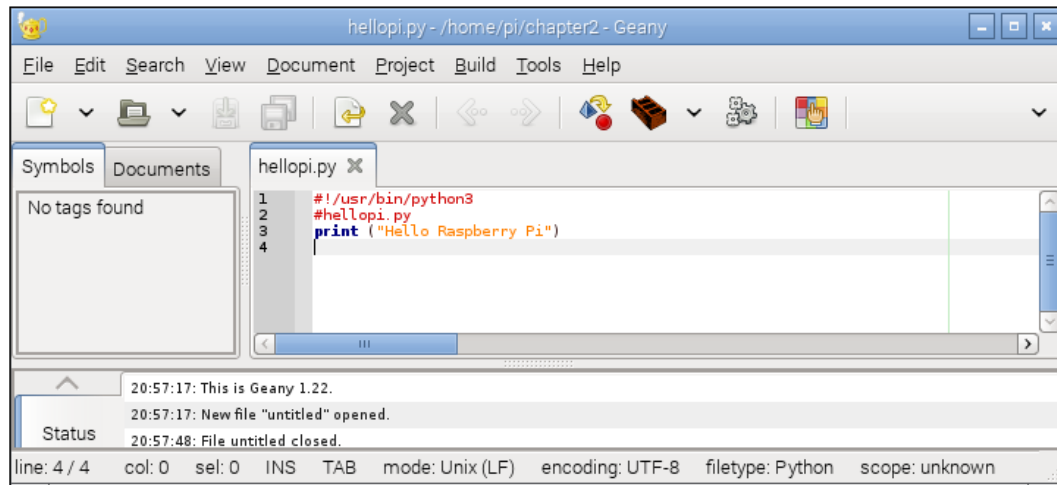 hellopi.py - /home/pi/chapter2 - Geany
File Edit Search View Document Project Build Tools Help
Symbols Documents hellopi.py
No tags found
1 #!/usr/bin/python3
2 #hellopi.py
3 print ("Hello Raspberry Pi")
4
20:57:17: This is Geany 1.22.
20:57:17: New file "untitled" opened.
Status
20:57:48: File untitled closed.
line: 4 / 4 col: 0 sel: 0 INS TAB mode: Unix (LF) encoding: UTF-8 filetype: Python scope: unknown